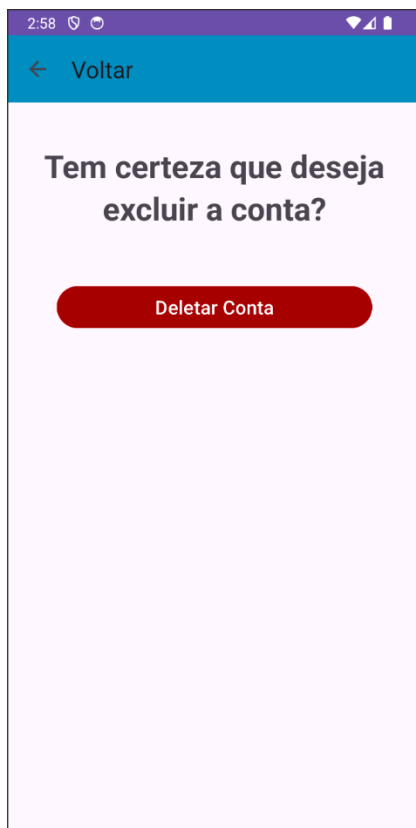 2:58
Voltar
Tem certeza que deseja
excluir a conta?
Deletar Conta